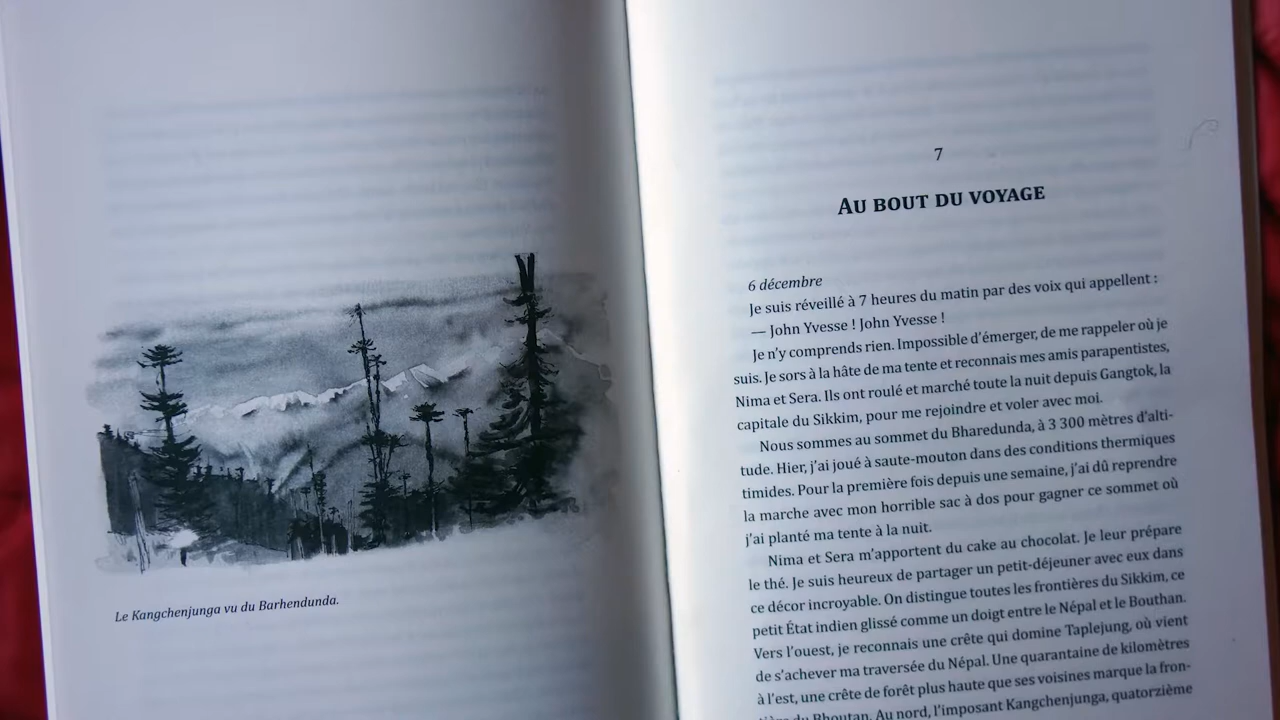 Le Kangchenjunga vu du Barhendunda.
7
AU BOUT DU VOYAGE
6 décembre
Je suis réveillé à 7 heures du matin par des voix qui appellent :
— John Yvesse ! John Yvesse !
Je n'y comprends rien. Impossible d'émerger, de me rappeler où je
suis. Je sors à la hâte de ma tente et reconnais mes amis parapentistes,
Nima et Sera. Ils ont roulé et marché toute la nuit depuis Gangtok, la
capitale du Sikkim, pour me rejoindre et voler avec moi.
Nous sommes au sommet du Bharedunda, à 3 300 mètres d'alti-
tude. Hier, j'ai joué à saute-mouton dans des conditions thermiques
timides. Pour la première fois depuis une semaine, j'ai dû reprendre
la marche avec mon horrible sac à dos pour gagner ce sommet où
j'ai planté ma tente à la nuit.
Nima et Sera m'apportent du cake au chocolat. Je leur prépare
le thé. Je suis heureux de partager un petit-déjeuner avec eux dans
ce décor incroyable. On distingue toutes les frontières du Sikkim, ce
petit État indien glissé comme un doigt entre le Népal et le Bouthan.
Vers l'ouest, je reconnais une crête qui domine Taplejung, où vient
de s'achever ma traversée du Népal. Une quarantaine de kilomètres
à l'est, une crête de forêt plus haute que ses voisines marque la fron-
tière du Bhoutan. Au nord, l'imposant Kangchenjunga, quatorzième